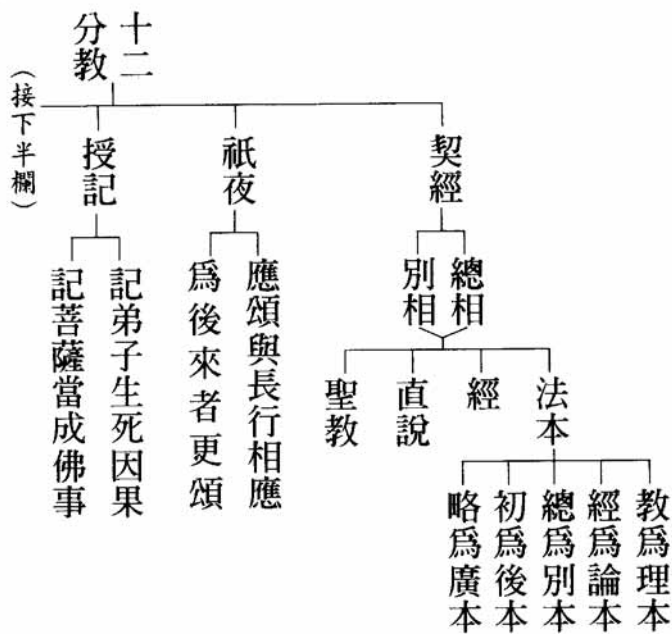 十二
分教
契經
總相
別相
法本
教為理本
經為論本
總為別本
初為後本
略為廣本
經
直說
聖教
祇夜
應頌與長行相應
為後來者更頌
授記
記弟子生死因果
記菩薩當成佛事
(接下半欄)